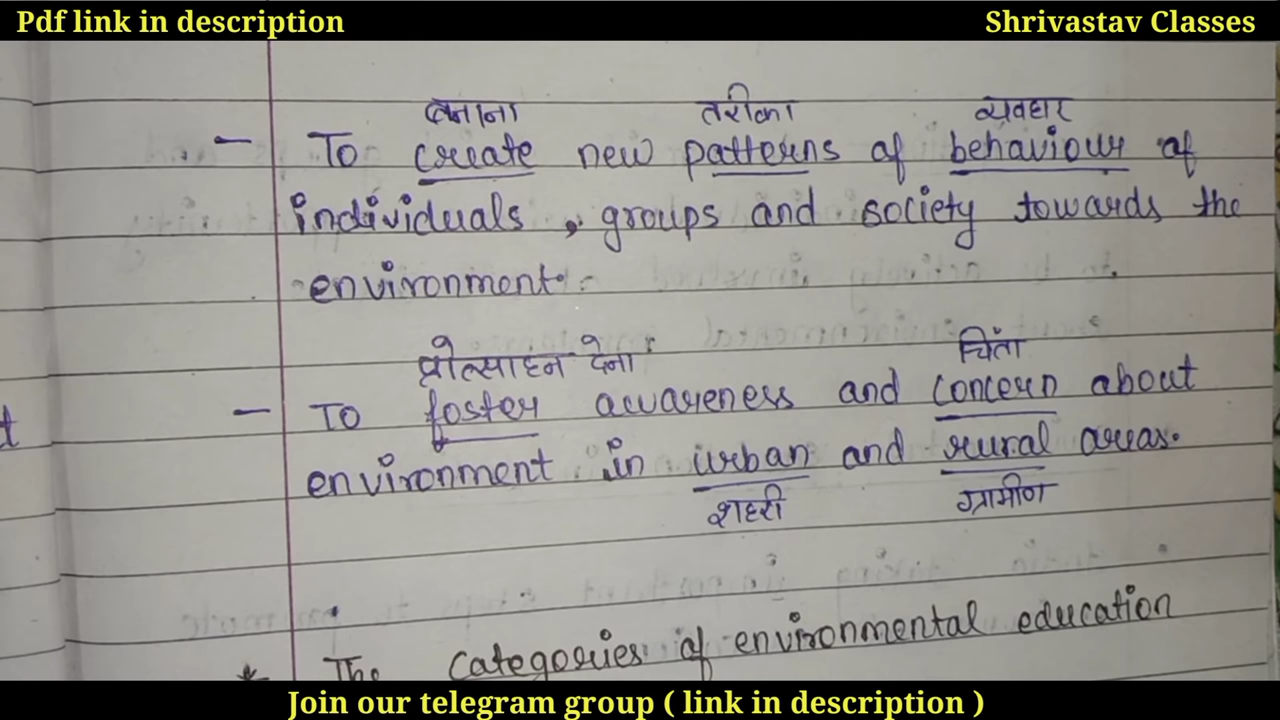 Pdf link in description
Shrivastav Classes
बनाना तरीका व्यवहार
– To create new patterns of behaviour of
individuals, groups and society towards the
environment.
प्रोत्साहन देना चिंता
– To foster awareness and concern about
t
environment in urban and rural areas.
शहरी ग्रामीण
* The categories of environmental education
Join our telegram group ( link in description )